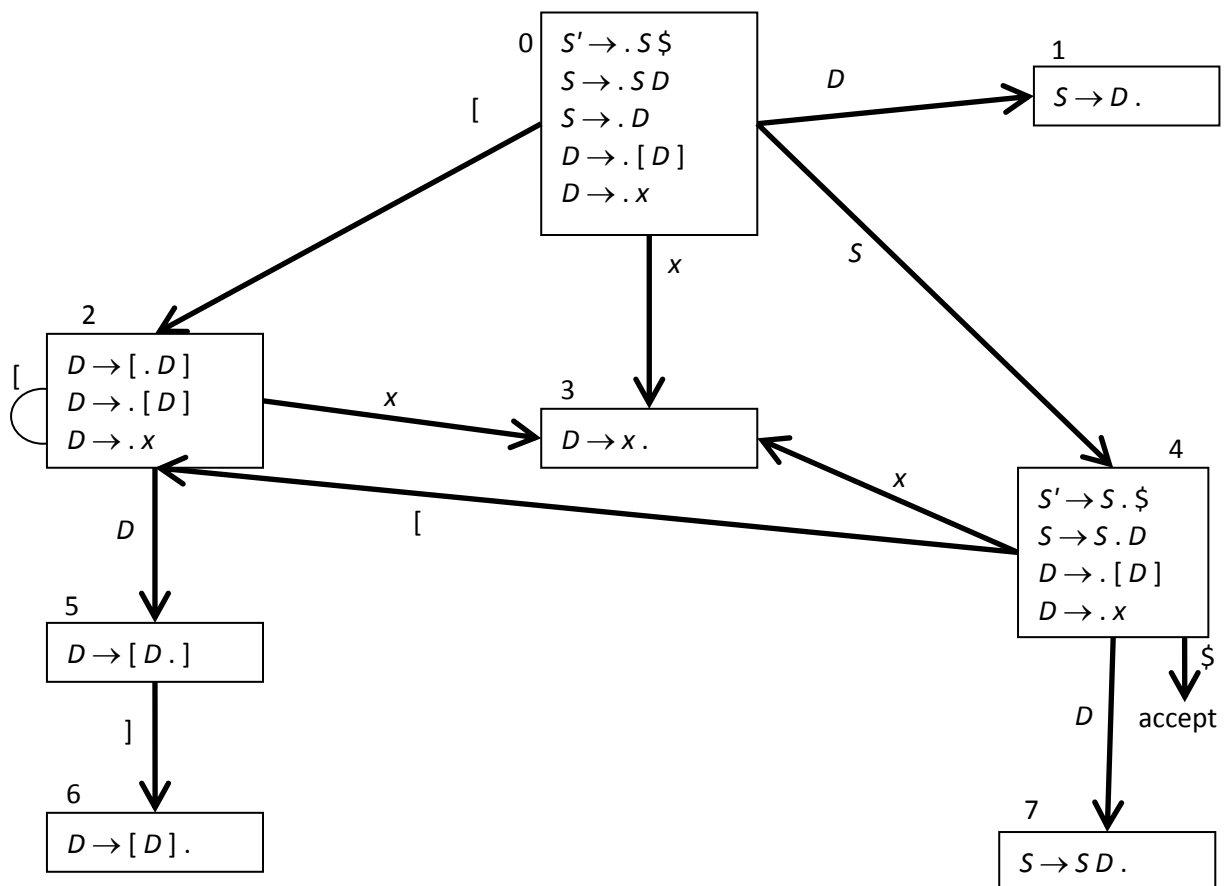 0
S′ → . S $
S → . S D
S → . D
D → . [ D ]
D → . x
1
S → D .
D
[
S
x
2
D → [ . D ]
D → . [ D ]
D → . x
[
x
3
D → x .
4
S′ → S . $
S → S . D
D → . [ D ]
D → . x
x
[
D
5
D → [ D . ]
]
6
D → [ D ] .
$
accept
D
7
S → S D .